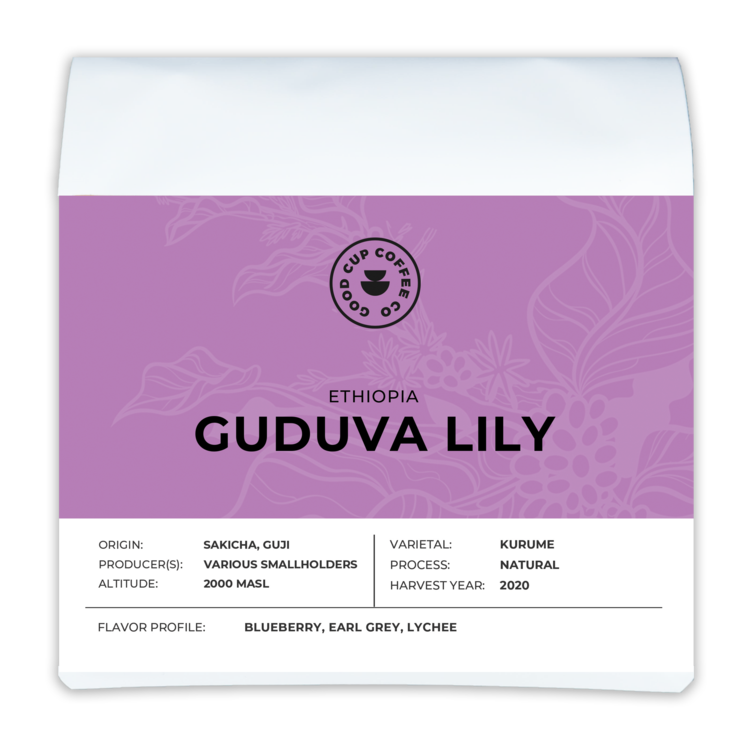 GOOD CUP COFFEE CO
ETHIOPIA
GUDUVA LILY
ORIGIN: SAKICHA, GUJI
PRODUCER(S): VARIOUS SMALLHOLDERS
ALTITUDE: 2000 MASL
VARIETAL: KURUME
PROCESS: NATURAL
HARVEST YEAR: 2020
FLAVOR PROFILE: BLUEBERRY, EARL GREY, LYCHEE